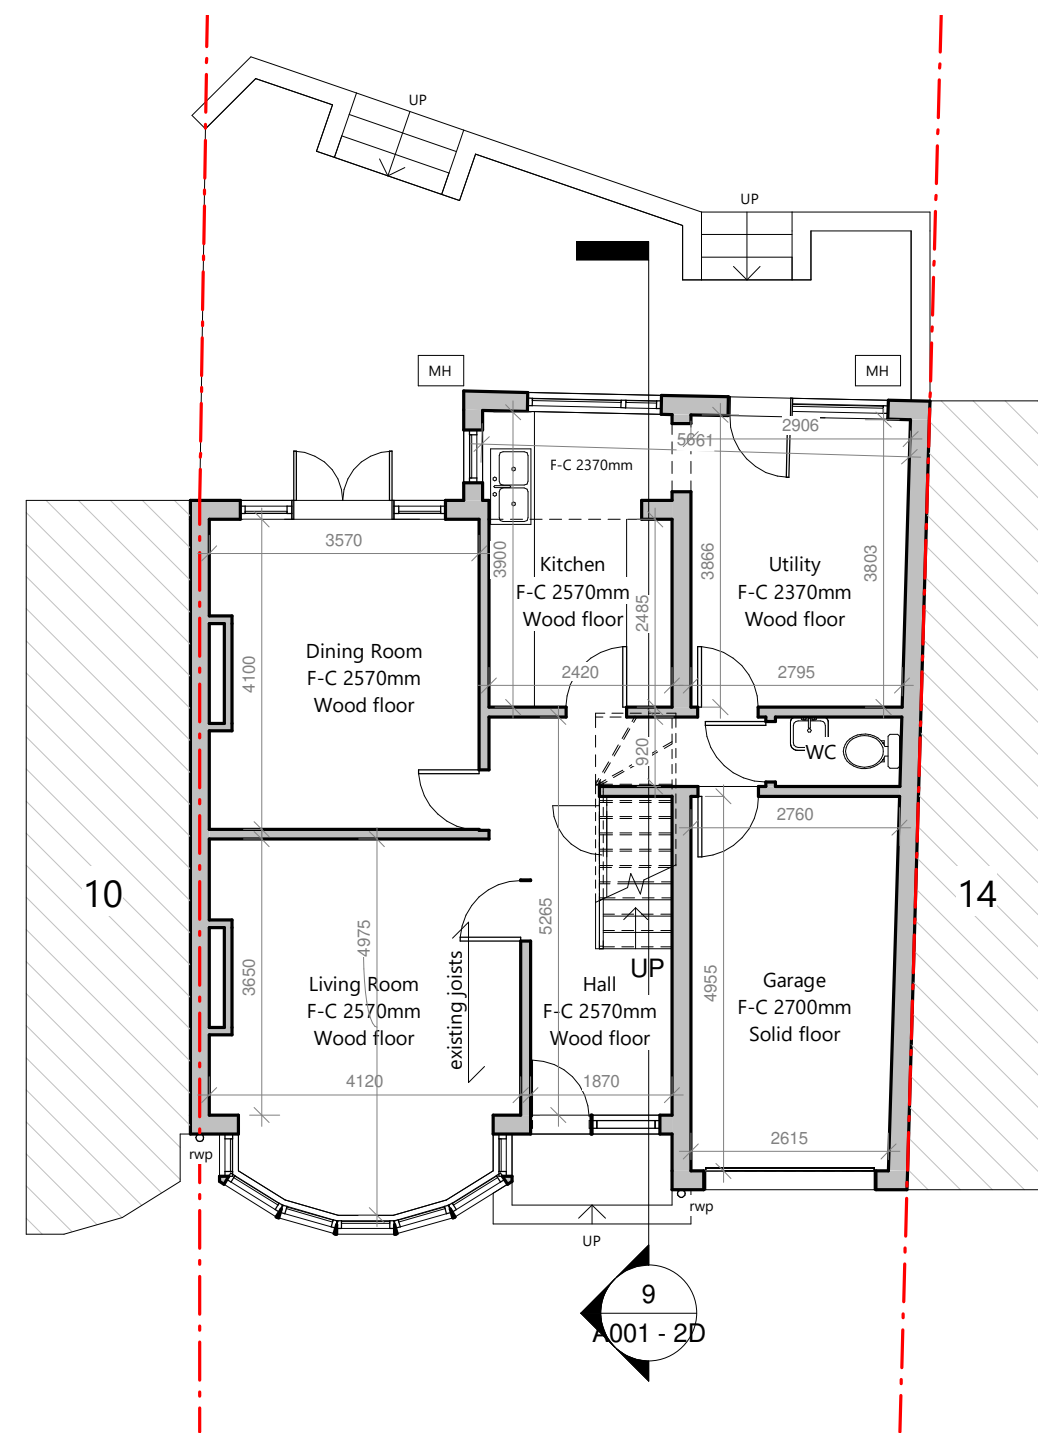 UP
UP
MH
MH
2906
5661
F-C 2370mm
3570
3900
3866
3803
Kitchen
F-C 2570mm
Wood floor
Utility
F-C 2370mm
Wood floor
2485
Dining Room
F-C 2570mm
Wood floor
4100
2420
2795
920
WC
2760
10
14
5265
4975
existing joists
UP
4955
3650
Living Room
F-C 2570mm
Wood floor
Hall
F-C 2570mm
Wood floor
Garage
F-C 2700mm
Solid floor
4120
1870
2615
rwp
rwp
UP
9
A001 - 2D